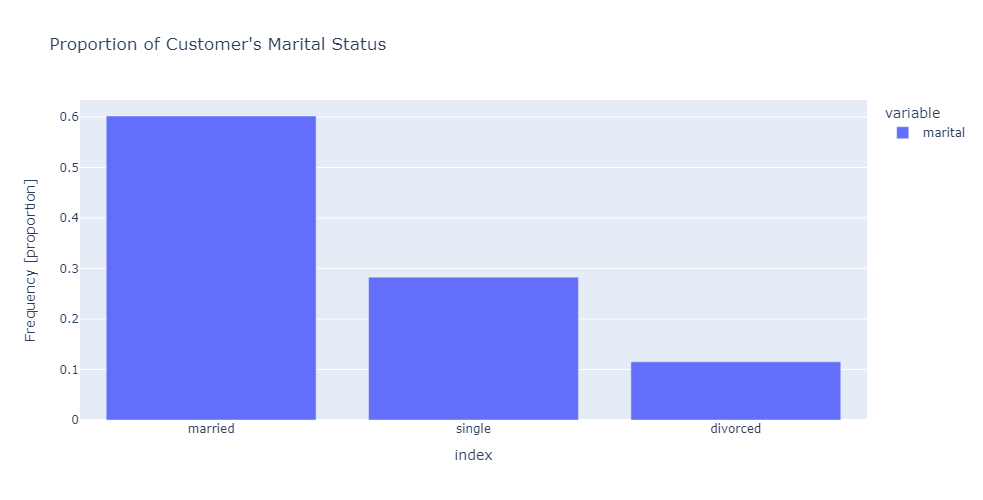 Proportion of Customer's Marital Status
variable
marital
Frequency [proportion]
0.6
0.5
0.4
0.3
0.2
0.1
0
married single divorced
index